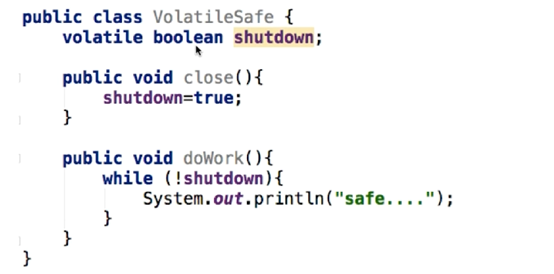 public class VolatileSafe {
volatile boolean shutdown;
public void close(){
shutdown=true;
}
public void doWork(){
while (!shutdown){
System.out.println("safe....");
}
}
}